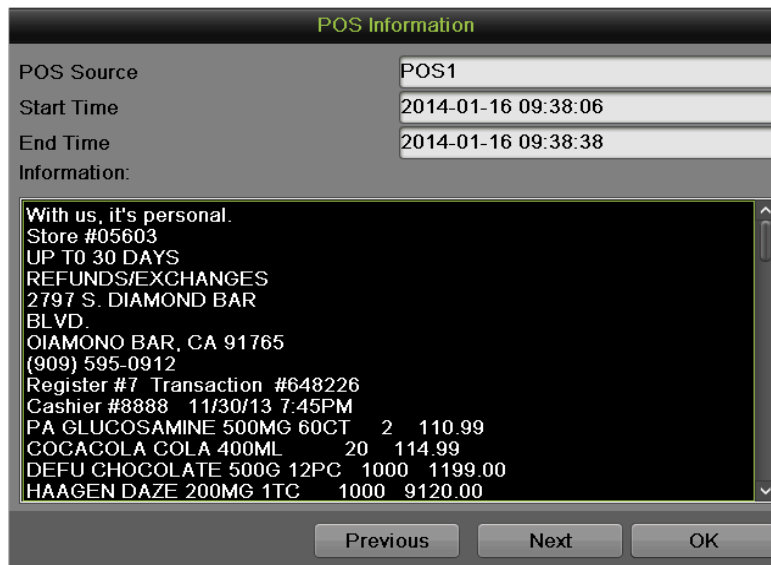 POS Information
POS Source POS1
Start Time 2014-01-16 09:38:06
End Time 2014-01-16 09:38:38
Information:
With us, it's personal.
Store #05603
UP T0 30 DAYS
REFUNDS/EXCHANGES
2797 S. DIAMOND BAR
BLVD.
OIAMONO BAR, CA 91765
(909) 595-0912
Register #7 Transaction #648226
Cashier #8888 11/30/13 7:45PM
PA GLUCOSAMINE 500MG 60CT 2 110.99
COCACOLA COLA 400ML 20 114.99
DEFU CHOCOLATE 500G 12PC 1000 1199.00
HAAGEN DAZE 200MG 1TC 1000 9120.00
Previous Next OK